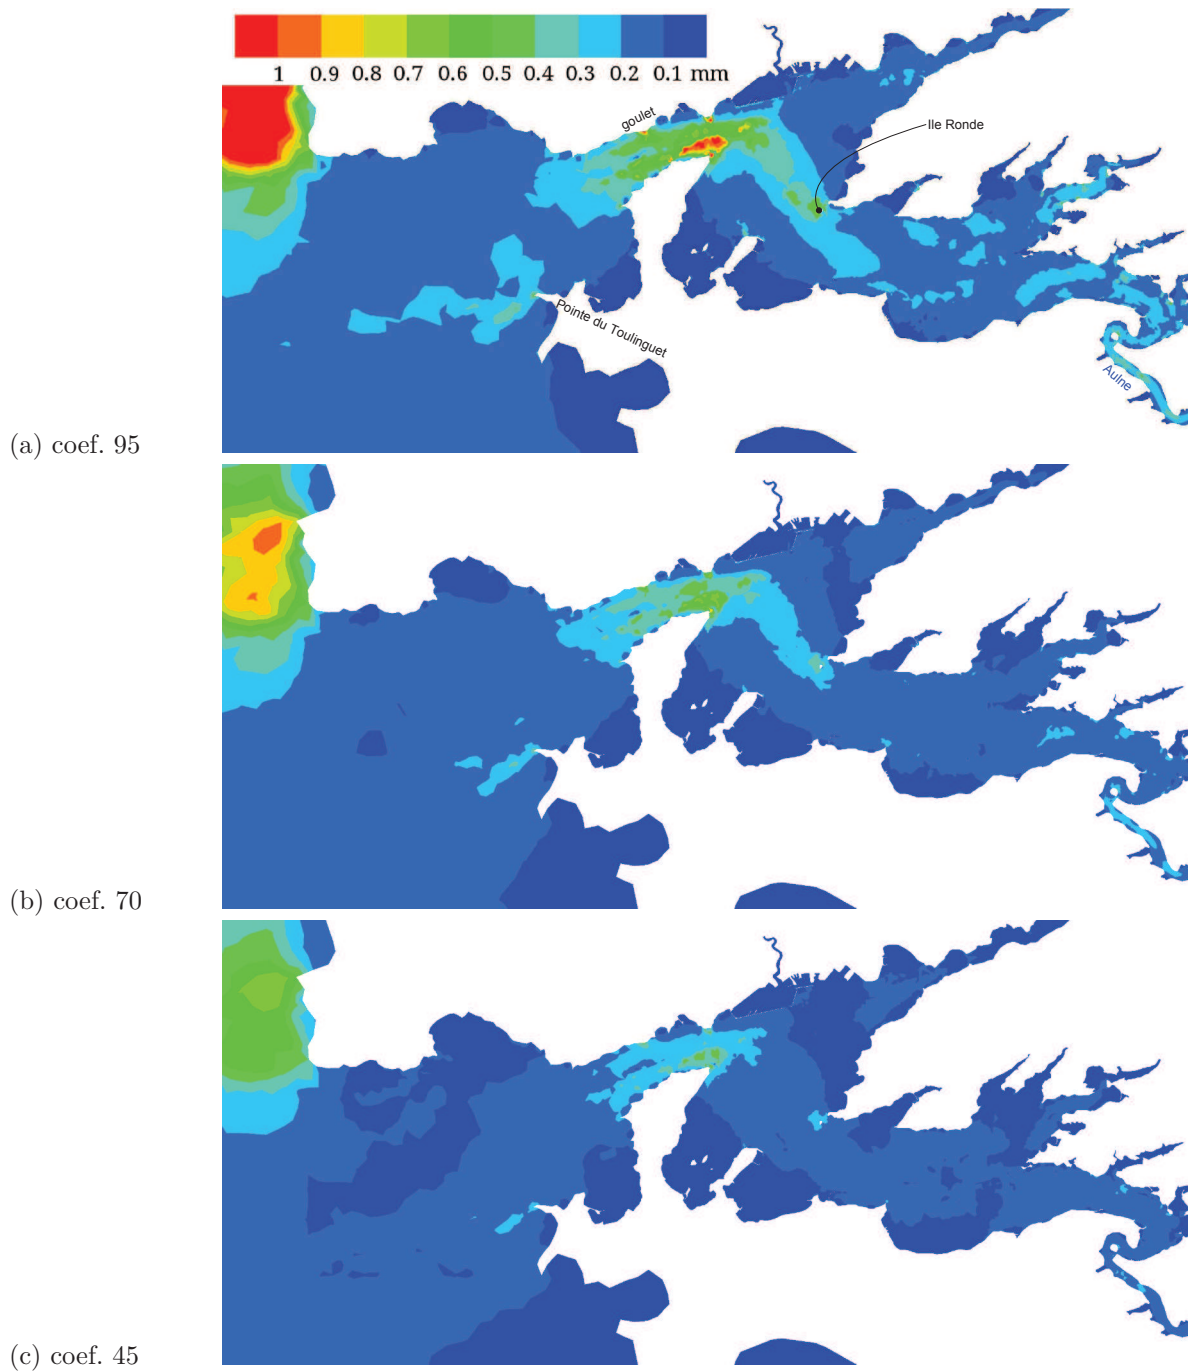 1 0.9 0.8 0.7 0.6 0.5 0.4 0.3 0.2 0.1 mm
goulet
Ile Ronde
Pointe du Toulinguet
Aulne
(a) coef. 95
(b) coef. 70
(c) coef. 45